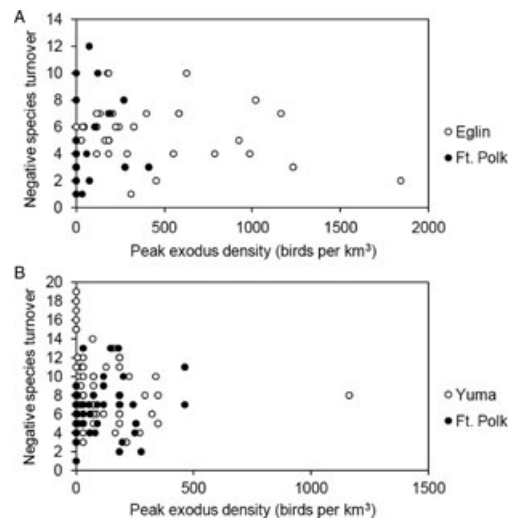 A
Negative species turnover
14
12
10
8
6
4
2
0
0 500 1000 1500 2000
Peak exodus density (birds per km³)
○ Eglin
● Ft. Polk
B
Negative species turnover
20
18
16
14
12
10
8
6
4
2
0
0 500 1000 1500
Peak exodus density (birds per km³)
○ Yuma
● Ft. Polk